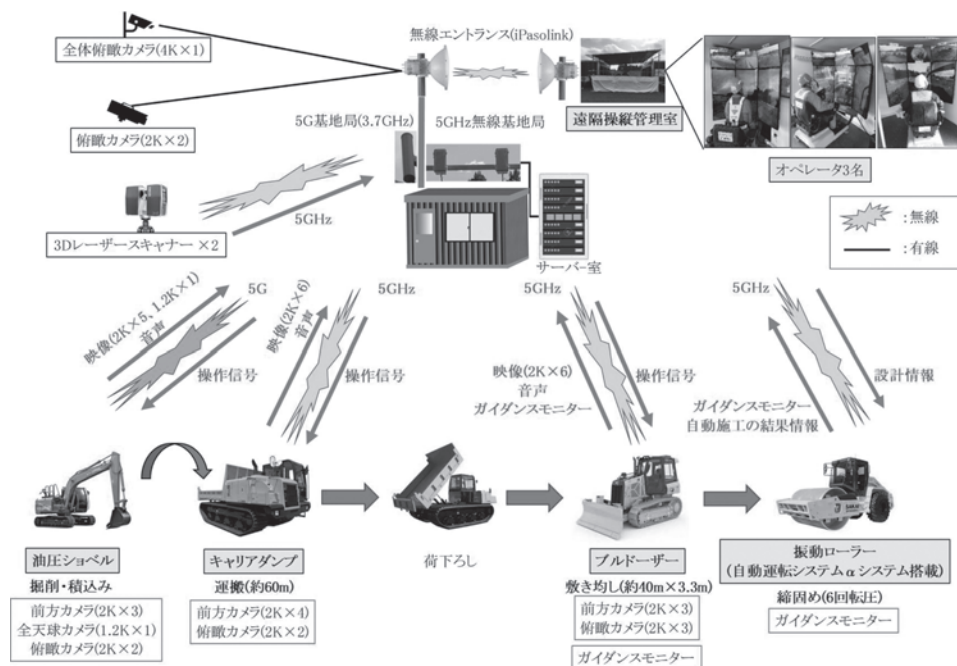 全体俯瞰カメラ(4K×1)
俯瞰カメラ(2K×2)
無線エントランス(iPasolink)
5G基地局(3.7GHz)
5GHz無線基地局
遠隔操縦管理室
オペレータ3名
:無線
:有線
3Dレーザースキャナー ×2
5GHz
サーバー室
映像(2K×5、1.2K×1)
音声
5G
操作信号
映像(2K×6)
音声
5GHz
操作信号
5GHz
映像(2K×6)
音声
ガイダンスモニター
操作信号
5GHz
ガイダンスモニター
自動施工の結果情報
設計情報
油圧ショベル
掘削・積込み
前方カメラ(2K×3)
全天球カメラ(1.2K×1)
俯瞰カメラ(2K×2)
キャリアダンプ
運搬(約60m)
前方カメラ(2K×4)
俯瞰カメラ(2K×2)
荷下ろし
ブルドーザー
敷き均し(約40m×3.3m)
前方カメラ(2K×3)
俯瞰カメラ(2K×3)
ガイダンスモニター
振動ローラー
(自動運転システムαシステム搭載)
締固め(6回転圧)
ガイダンスモニター